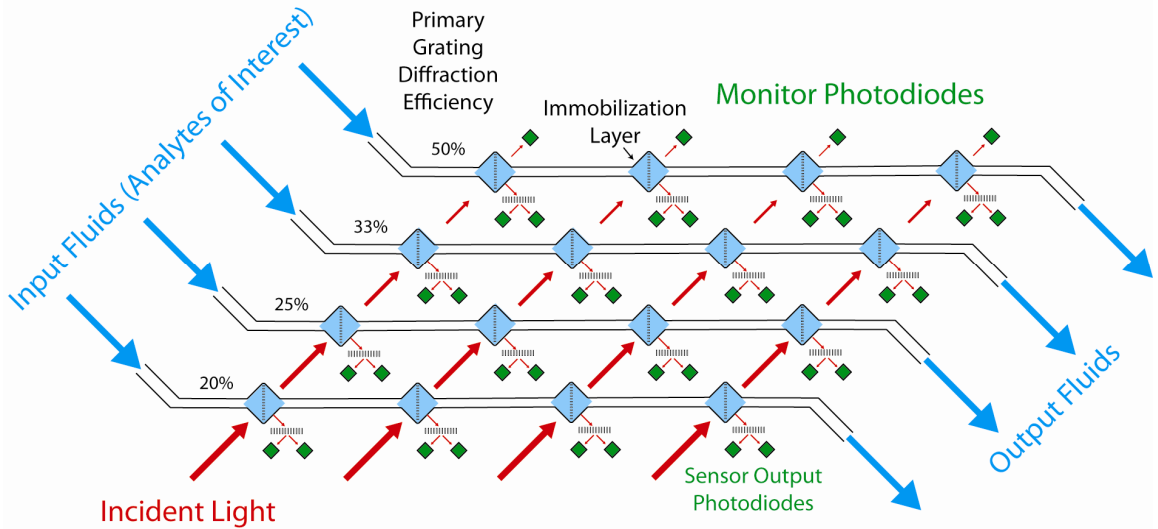 Input Fluids (Analytes of Interest)
Primary
Grating
Diffraction
Efficiency
Immobilization
Layer
Monitor Photodiodes
50%
33%
25%
20%
Incident Light
Sensor Output
Photodiodes
Output Fluids